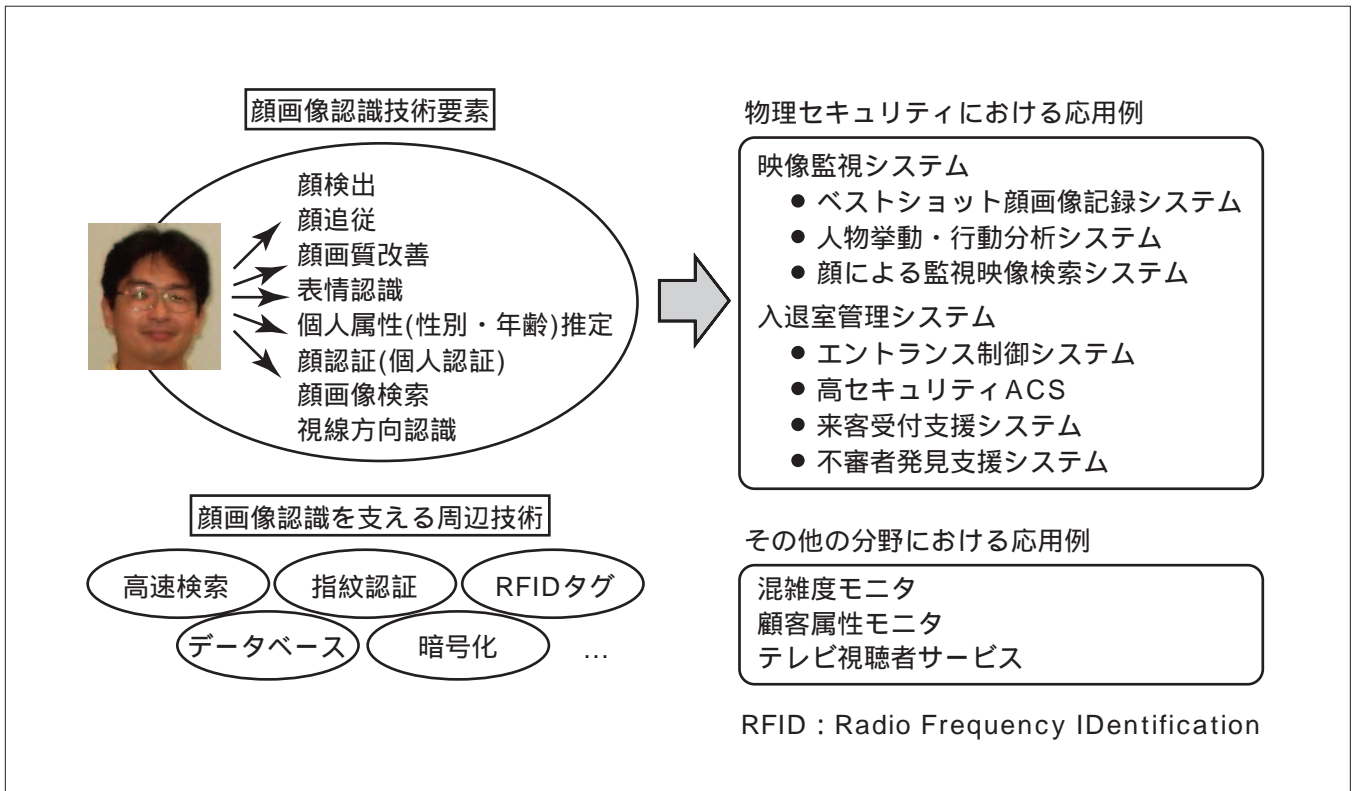 顔画像認識技術要素
顔検出
顔追従
顔画質改善
表情認識
個人属性(性別・年齢)推定
顔認証(個人認証)
顔画像検索
視線方向認識
顔画像認識を支える周辺技術
高速検索
指紋認証
RFIDタグ
データベース
暗号化
…
物理セキュリティにおける応用例
映像監視システム
● ベストショット顔画像記録システム
● 人物挙動・行動分析システム
● 顔による監視映像検索システム
入退室管理システム
● エントランス制御システム
● 高セキュリティACS
● 来客受付支援システム
● 不審者発見支援システム
その他の分野における応用例
混雑度モニタ
顧客属性モニタ
テレビ視聴者サービス
RFID：Radio Frequency IDentification